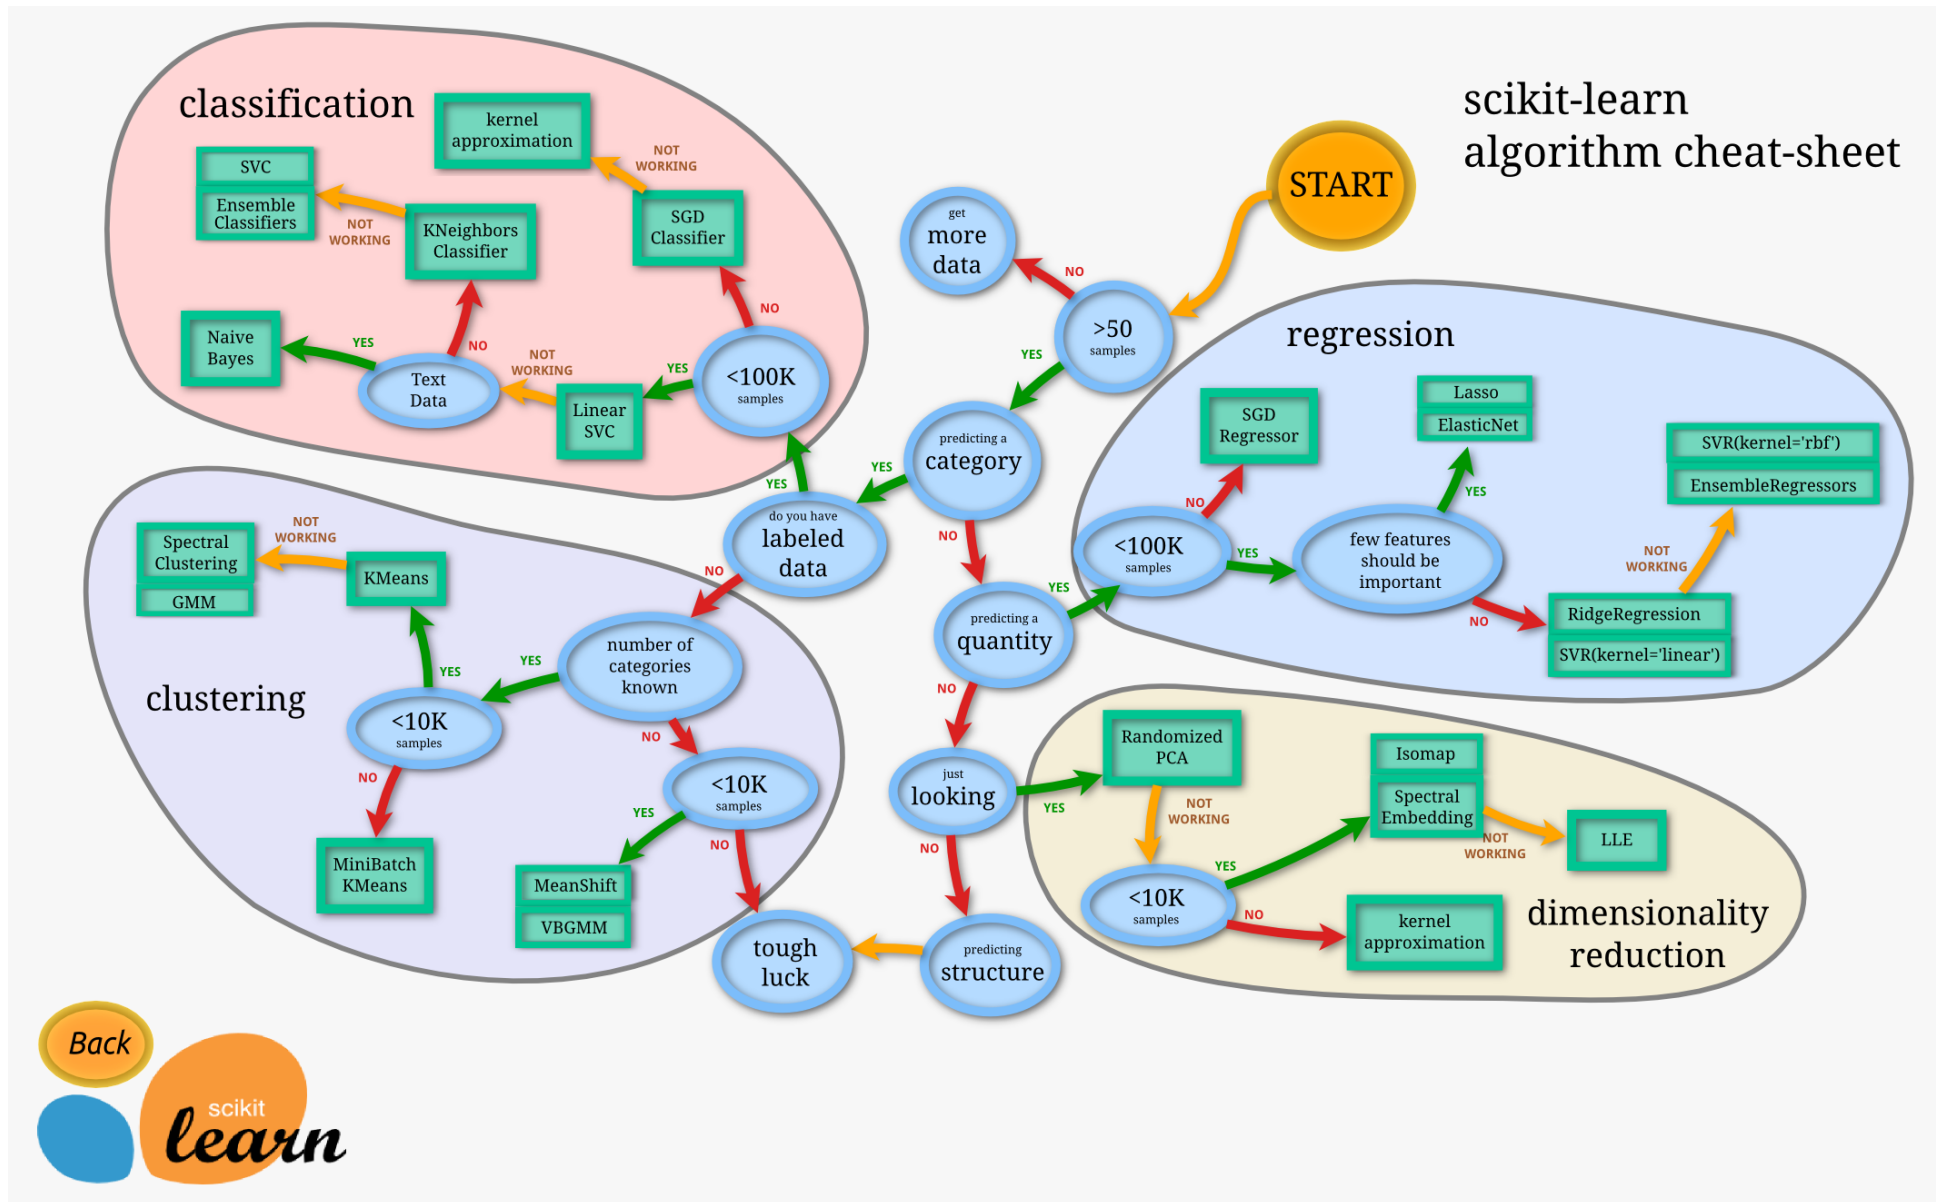 scikit-learn
algorithm cheat-sheet
START
classification
kernel
approximation
NOT
WORKING
SVC
Ensemble
Classifiers
NOT
WORKING
KNeighbors
Classifier
SGD
Classifier
NO
Naive
Bayes
YES
Text
Data
NO
NOT
WORKING
Linear
SVC
YES
<100K
samples
YES
get
more
data
NO
>50
samples
YES
predicting a
category
YES
NO
do you have
labeled
data
NO
predicting a
quantity
YES
NO
just
looking
YES
NO
predicting
structure
tough
luck
regression
SGD
Regressor
NO
<100K
samples
YES
Lasso
ElasticNet
YES
few features
should be
important
NO
SVR(kernel='rbf')
EnsembleRegressors
NOT
WORKING
RidgeRegression
SVR(kernel='linear')
clustering
Spectral
Clustering
GMM
NOT
WORKING
KMeans
YES
number of
categories
known
YES
NO
<10K
samples
NO
MiniBatch
KMeans
<10K
samples
YES
NO
MeanShift
VBGMM
Randomized
PCA
NOT
WORKING
<10K
samples
YES
NO
Isomap
Spectral
Embedding
NOT
WORKING
LLE
kernel
approximation
dimensionality
reduction
Back
scikit
learn